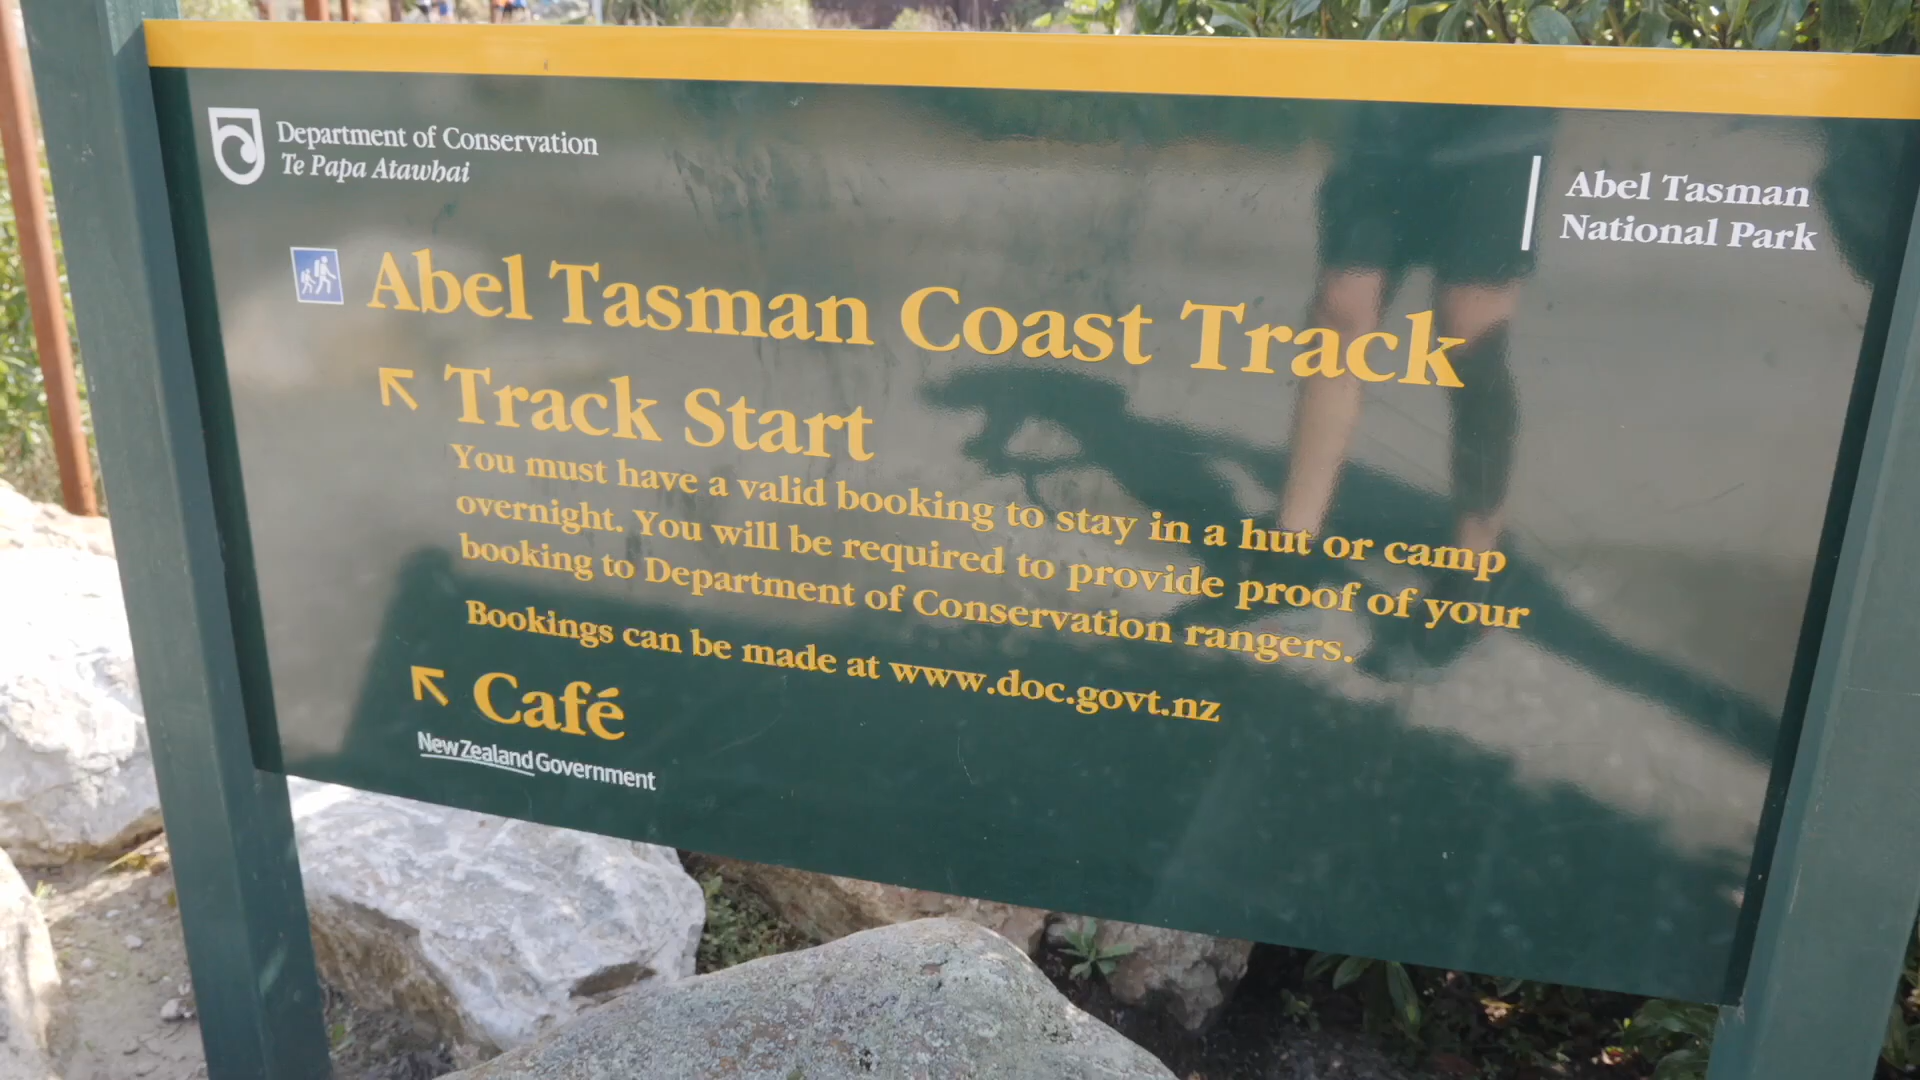 Department of Conservation
Te Papa Atawhai
Abel Tasman
National Park
Abel Tasman Coast Track
Track Start
You must have a valid booking to stay in a hut or camp
overnight. You will be required to provide proof of your
booking to Department of Conservation rangers.
Bookings can be made at www.doc.govt.nz
Café
New Zealand Government